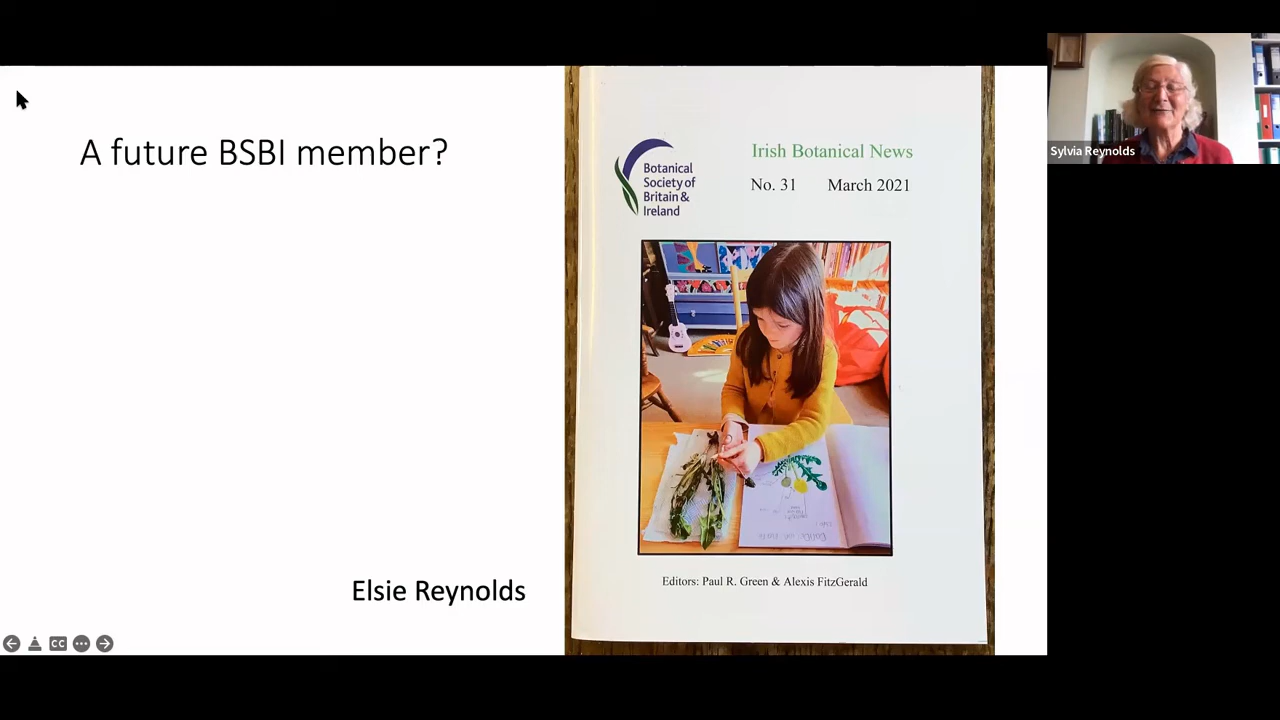 A future BSBI member?
Elsie Reynolds
Botanical
Society of
Britain &
Ireland
Irish Botanical News
No. 31 March 2021
Editors: Paul R. Green & Alexis FitzGerald
Sylvia Reynolds
CC